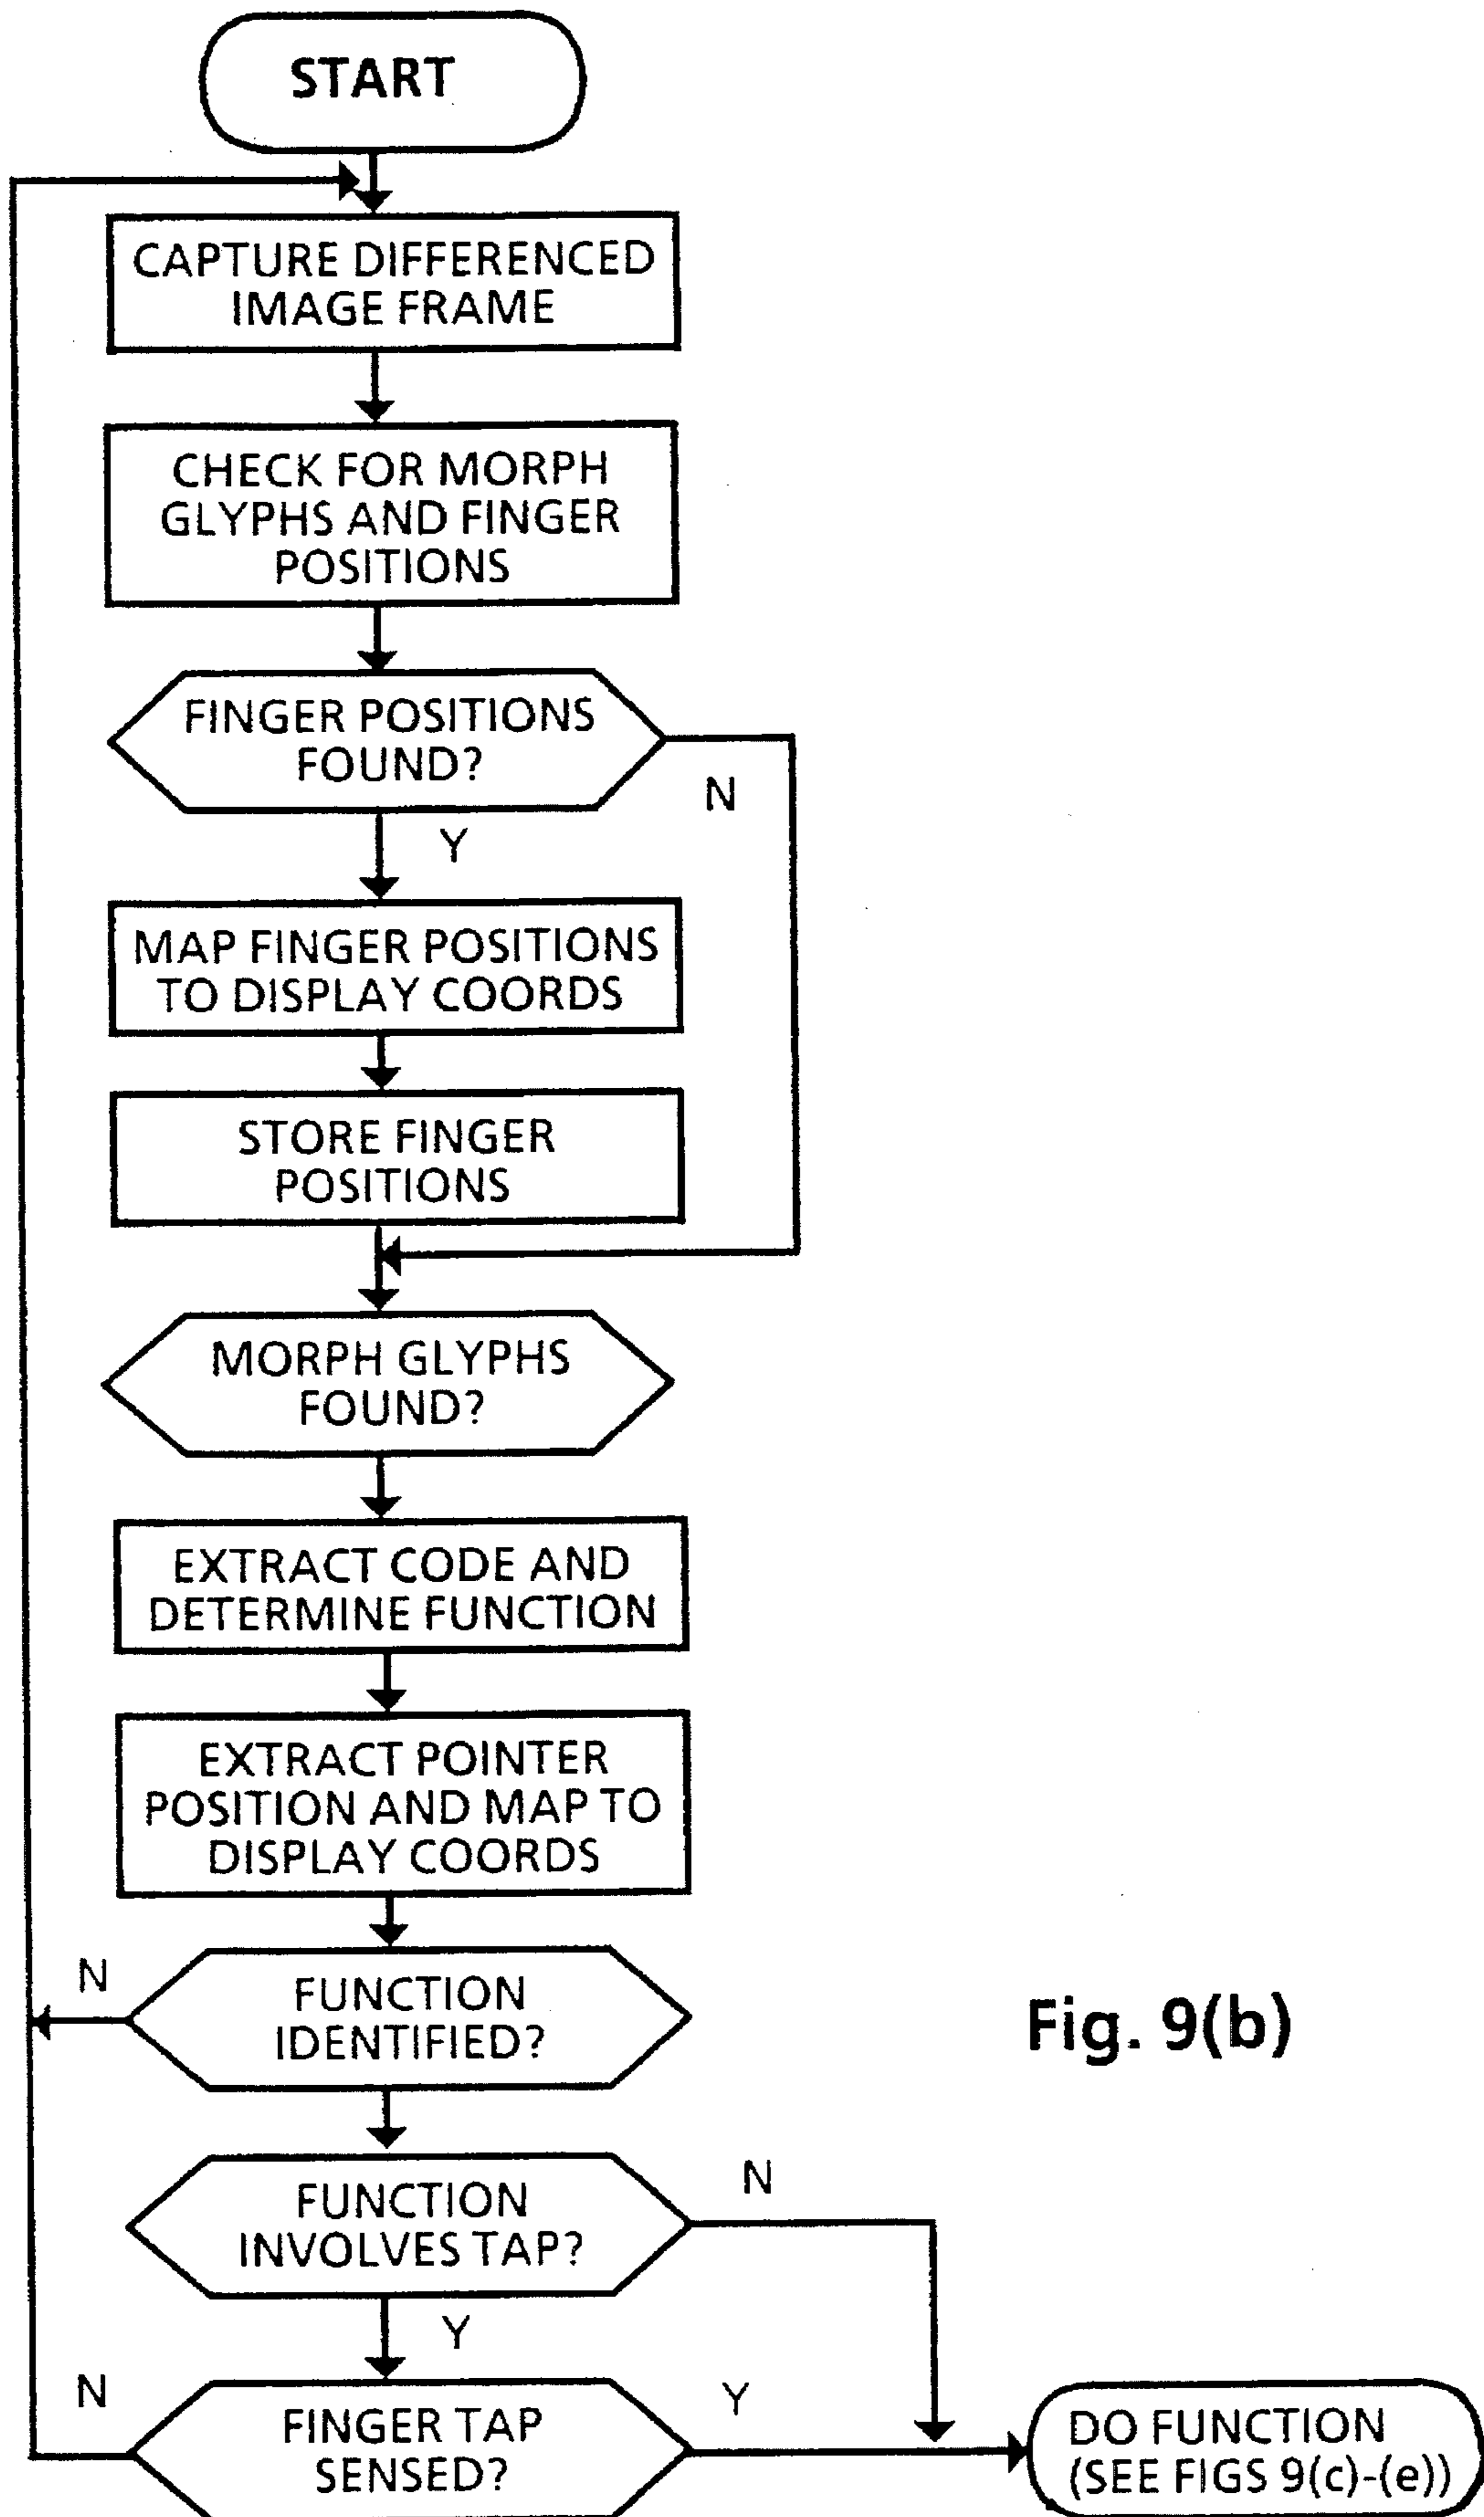 START
CAPTURE DIFFERENCED
IMAGE FRAME
CHECK FOR MORPH
GLYPHS AND FINGER
POSITIONS
FINGER POSITIONS
FOUND?
N
Y
MAP FINGER POSITIONS
TO DISPLAY COORDS
STORE FINGER
POSITIONS
MORPH GLYPHS
FOUND?
EXTRACT CODE AND
DETERMINE FUNCTION
EXTRACT POINTER
POSITION AND MAP TO
DISPLAY COORDS
N
FUNCTION
IDENTIFIED?
Fig. 9(b)
FUNCTION
INVOLVES TAP?
N
Y
N
FINGER TAP
SENSED?
Y
DO FUNCTION
(SEE FIGS 9(c)-(e))